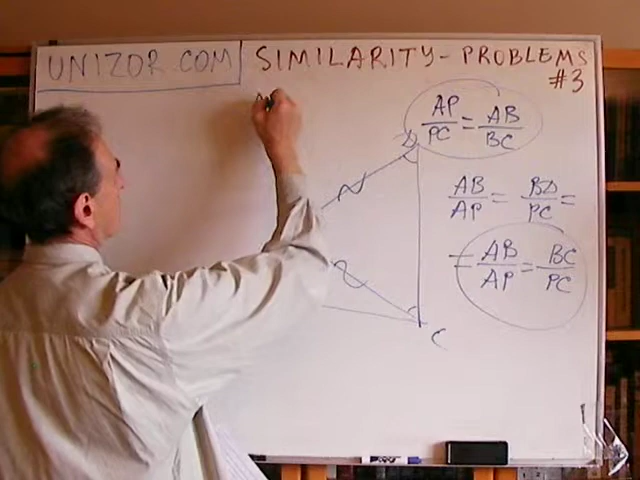 UNIZOR.COM SIMILARITY - PROBLEMS
#3
AP/PC = AB/BC
D
AB/AP = BD/PC =
= AB/AP = BC/PC
C